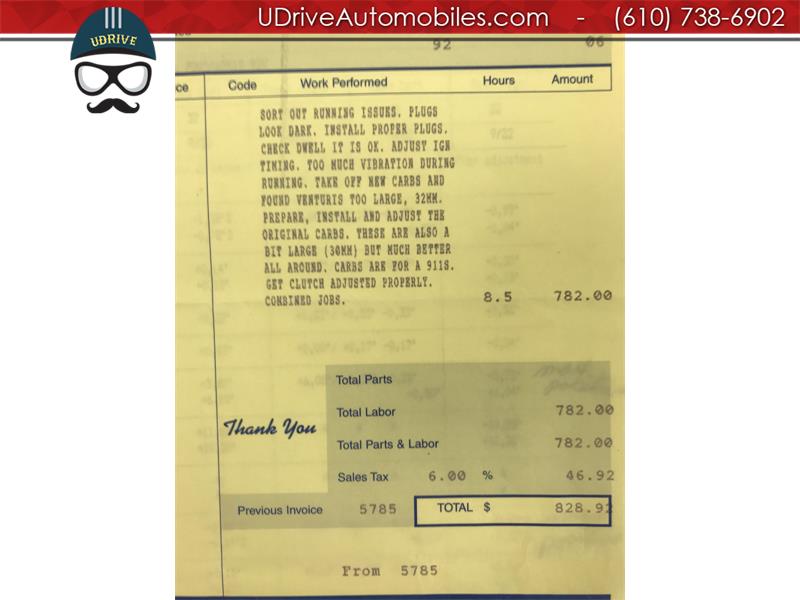 UDriveAutomobiles.com - (610) 738-6902
UDRIVE
92 06
ce Code Work Performed Hours Amount
SORT OUT RUNNING ISSUES. PLUGS
LOOK DARK. INSTALL PROPER PLUGS.
CHECK DWELL IT IS OK. ADJUST IGN
TIMING. TOO MUCH VIBRATION DURING
RUNNING. TAKE OFF NEW CARBS AND
FOUND VENTURIS TOO LARGE, 32MM.
PREPARE, INSTALL AND ADJUST THE
ORIGINAL CARBS. THESE ARE ALSO A
BIT LARGE (30MM) BUT MUCH BETTER
ALL AROUND. CARBS ARE FOR A 911S.
GET CLUTCH ADJUSTED PROPERLY.
COMBINED JOBS. 8.5 782.00
Total Parts
Total Labor 782.00
Thank You
Total Parts & Labor 782.00
Sales Tax 6.00 % 46.92
Previous Invoice 5785 TOTAL $ 828.92
From 5785